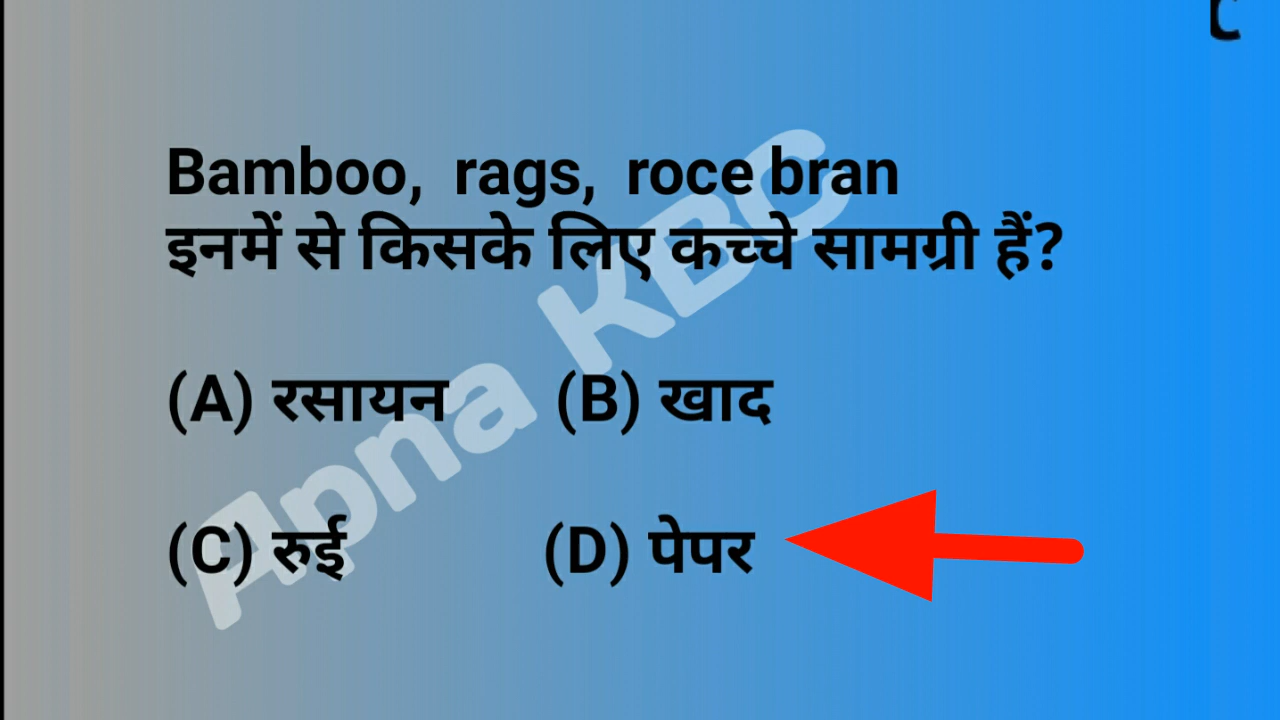 Bamboo, rags, roce bran
इनमें से किसके लिए कच्चे सामग्री हैं?
(A) रसायन (B) खाद
(C) रुई (D) पेपर
Apna KBC